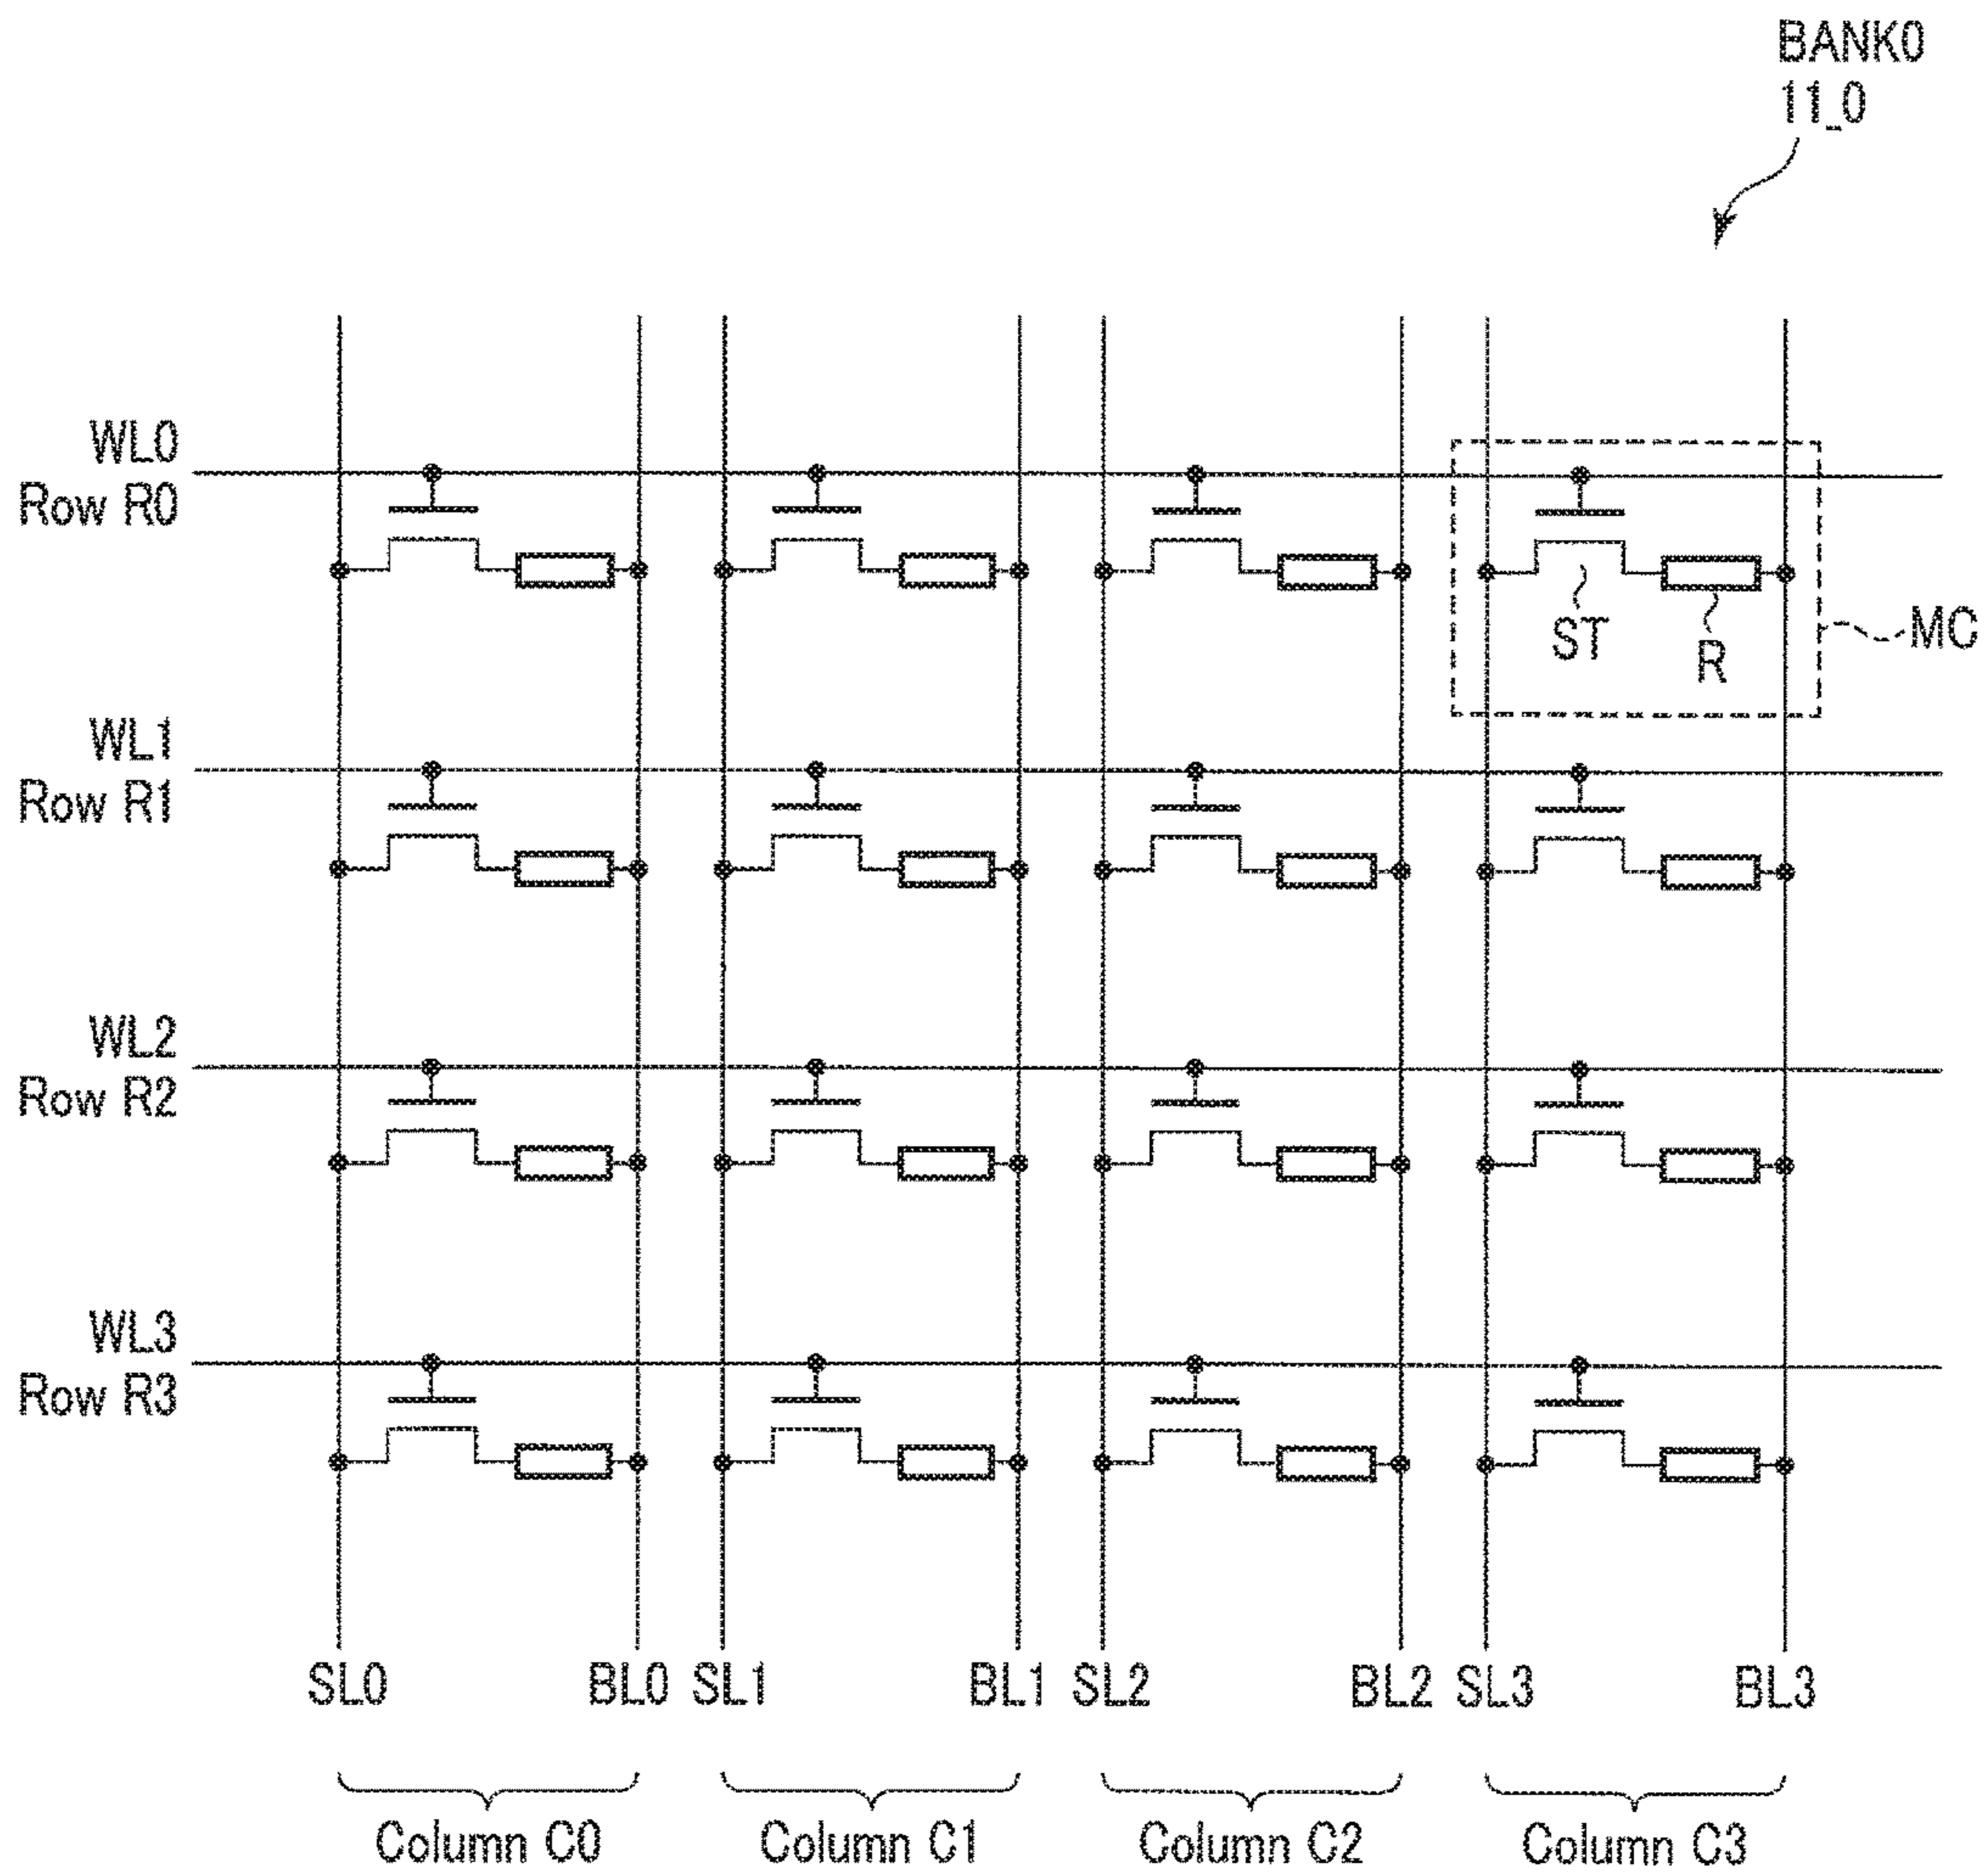 BANK0
11_0
WL0
Row R0
ST
R
MC
WL1
Row R1
WL2
Row R2
WL3
Row R3
SL0 BL0 SL1 BL1 SL2 BL2 SL3 BL3
Column C0 Column C1 Column C2 Column C3